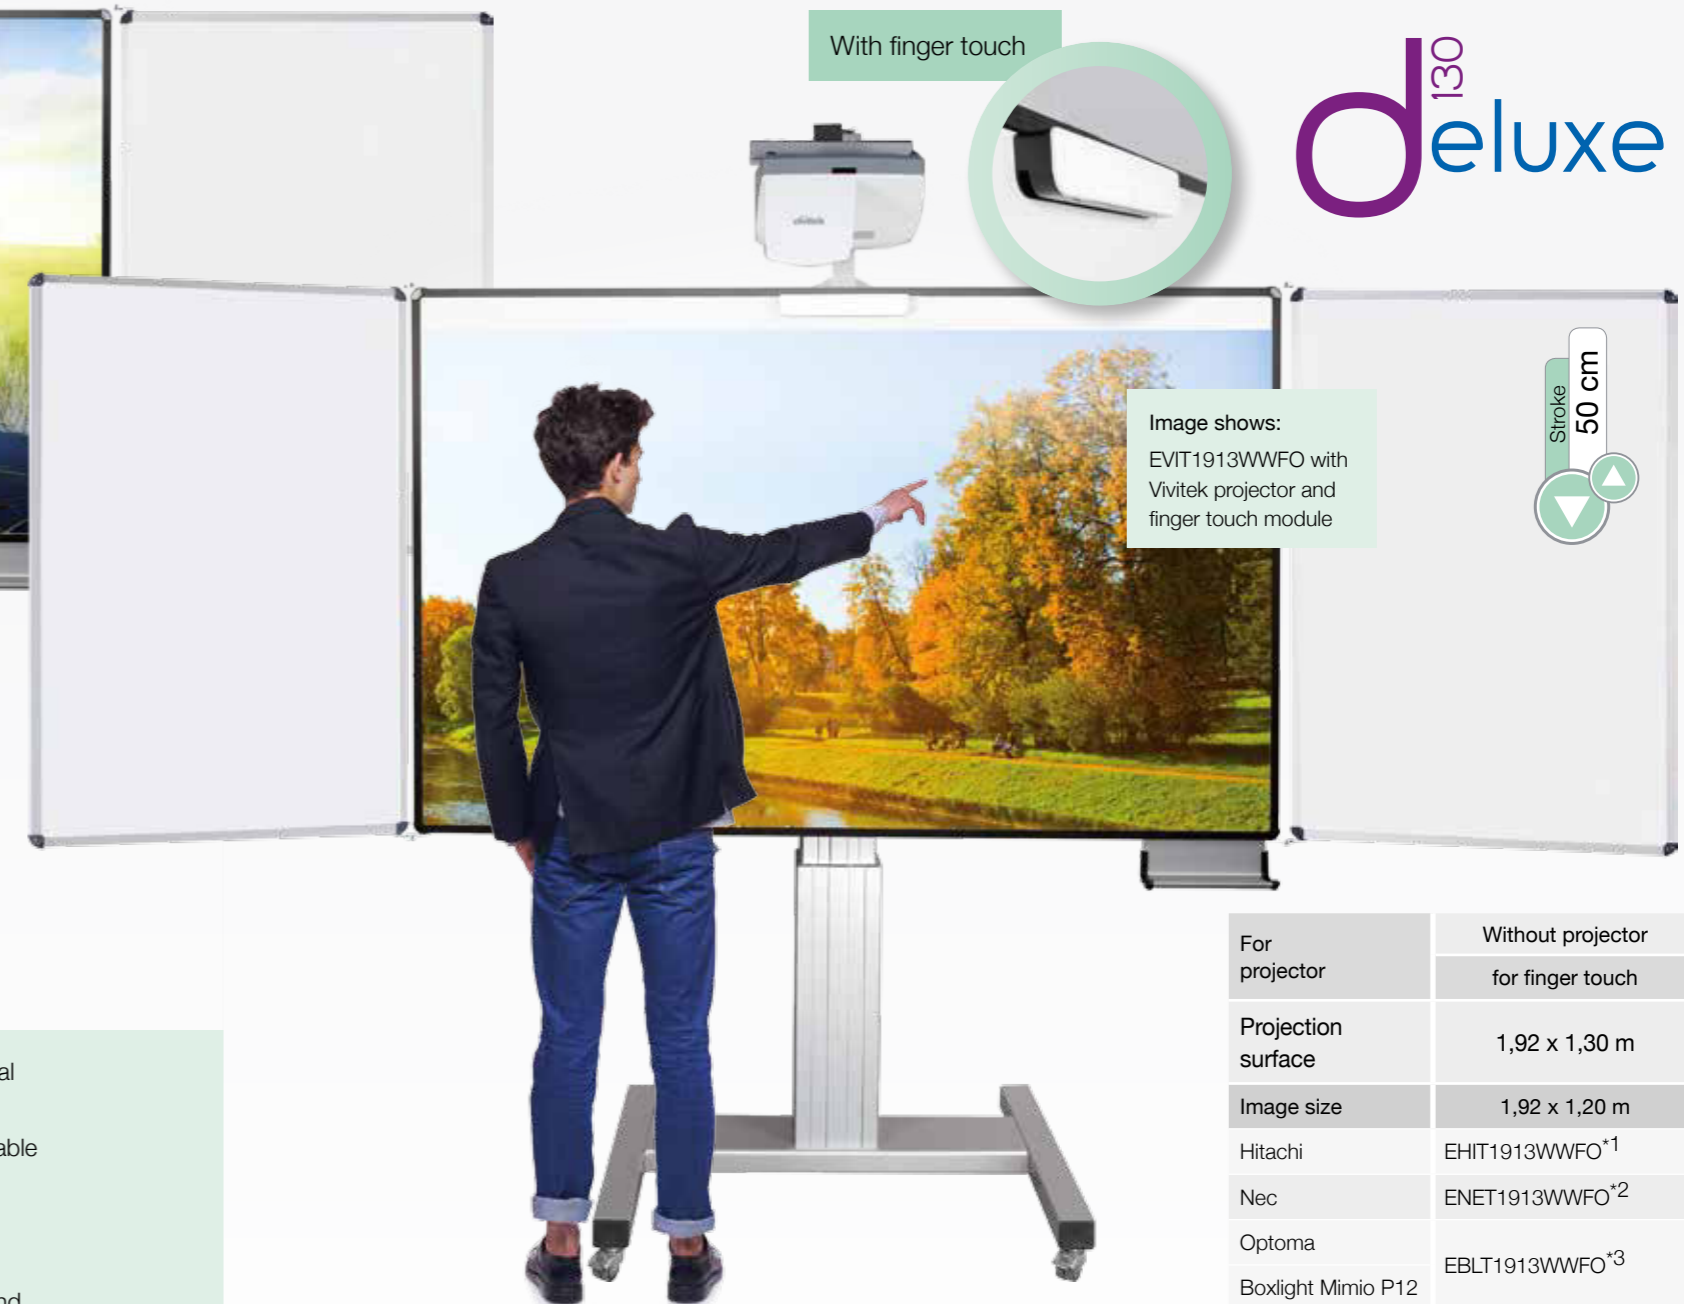 With finger touch
130
deluxe
vivitek
Image shows:
EVIT1913WWFO with
Vivitek projector and
finger touch module
Stroke
50 cm
For
projector
Without projector
for finger touch
Projection
surface
1,92 x 1,30 m
Image size
1,92 x 1,20 m
Hitachi
EHIT1913WWFO*1
Nec
ENET1913WWFO*2
Optoma
EBLT1913WWFO*3
Boxlight Mimio P12
al
able
nd